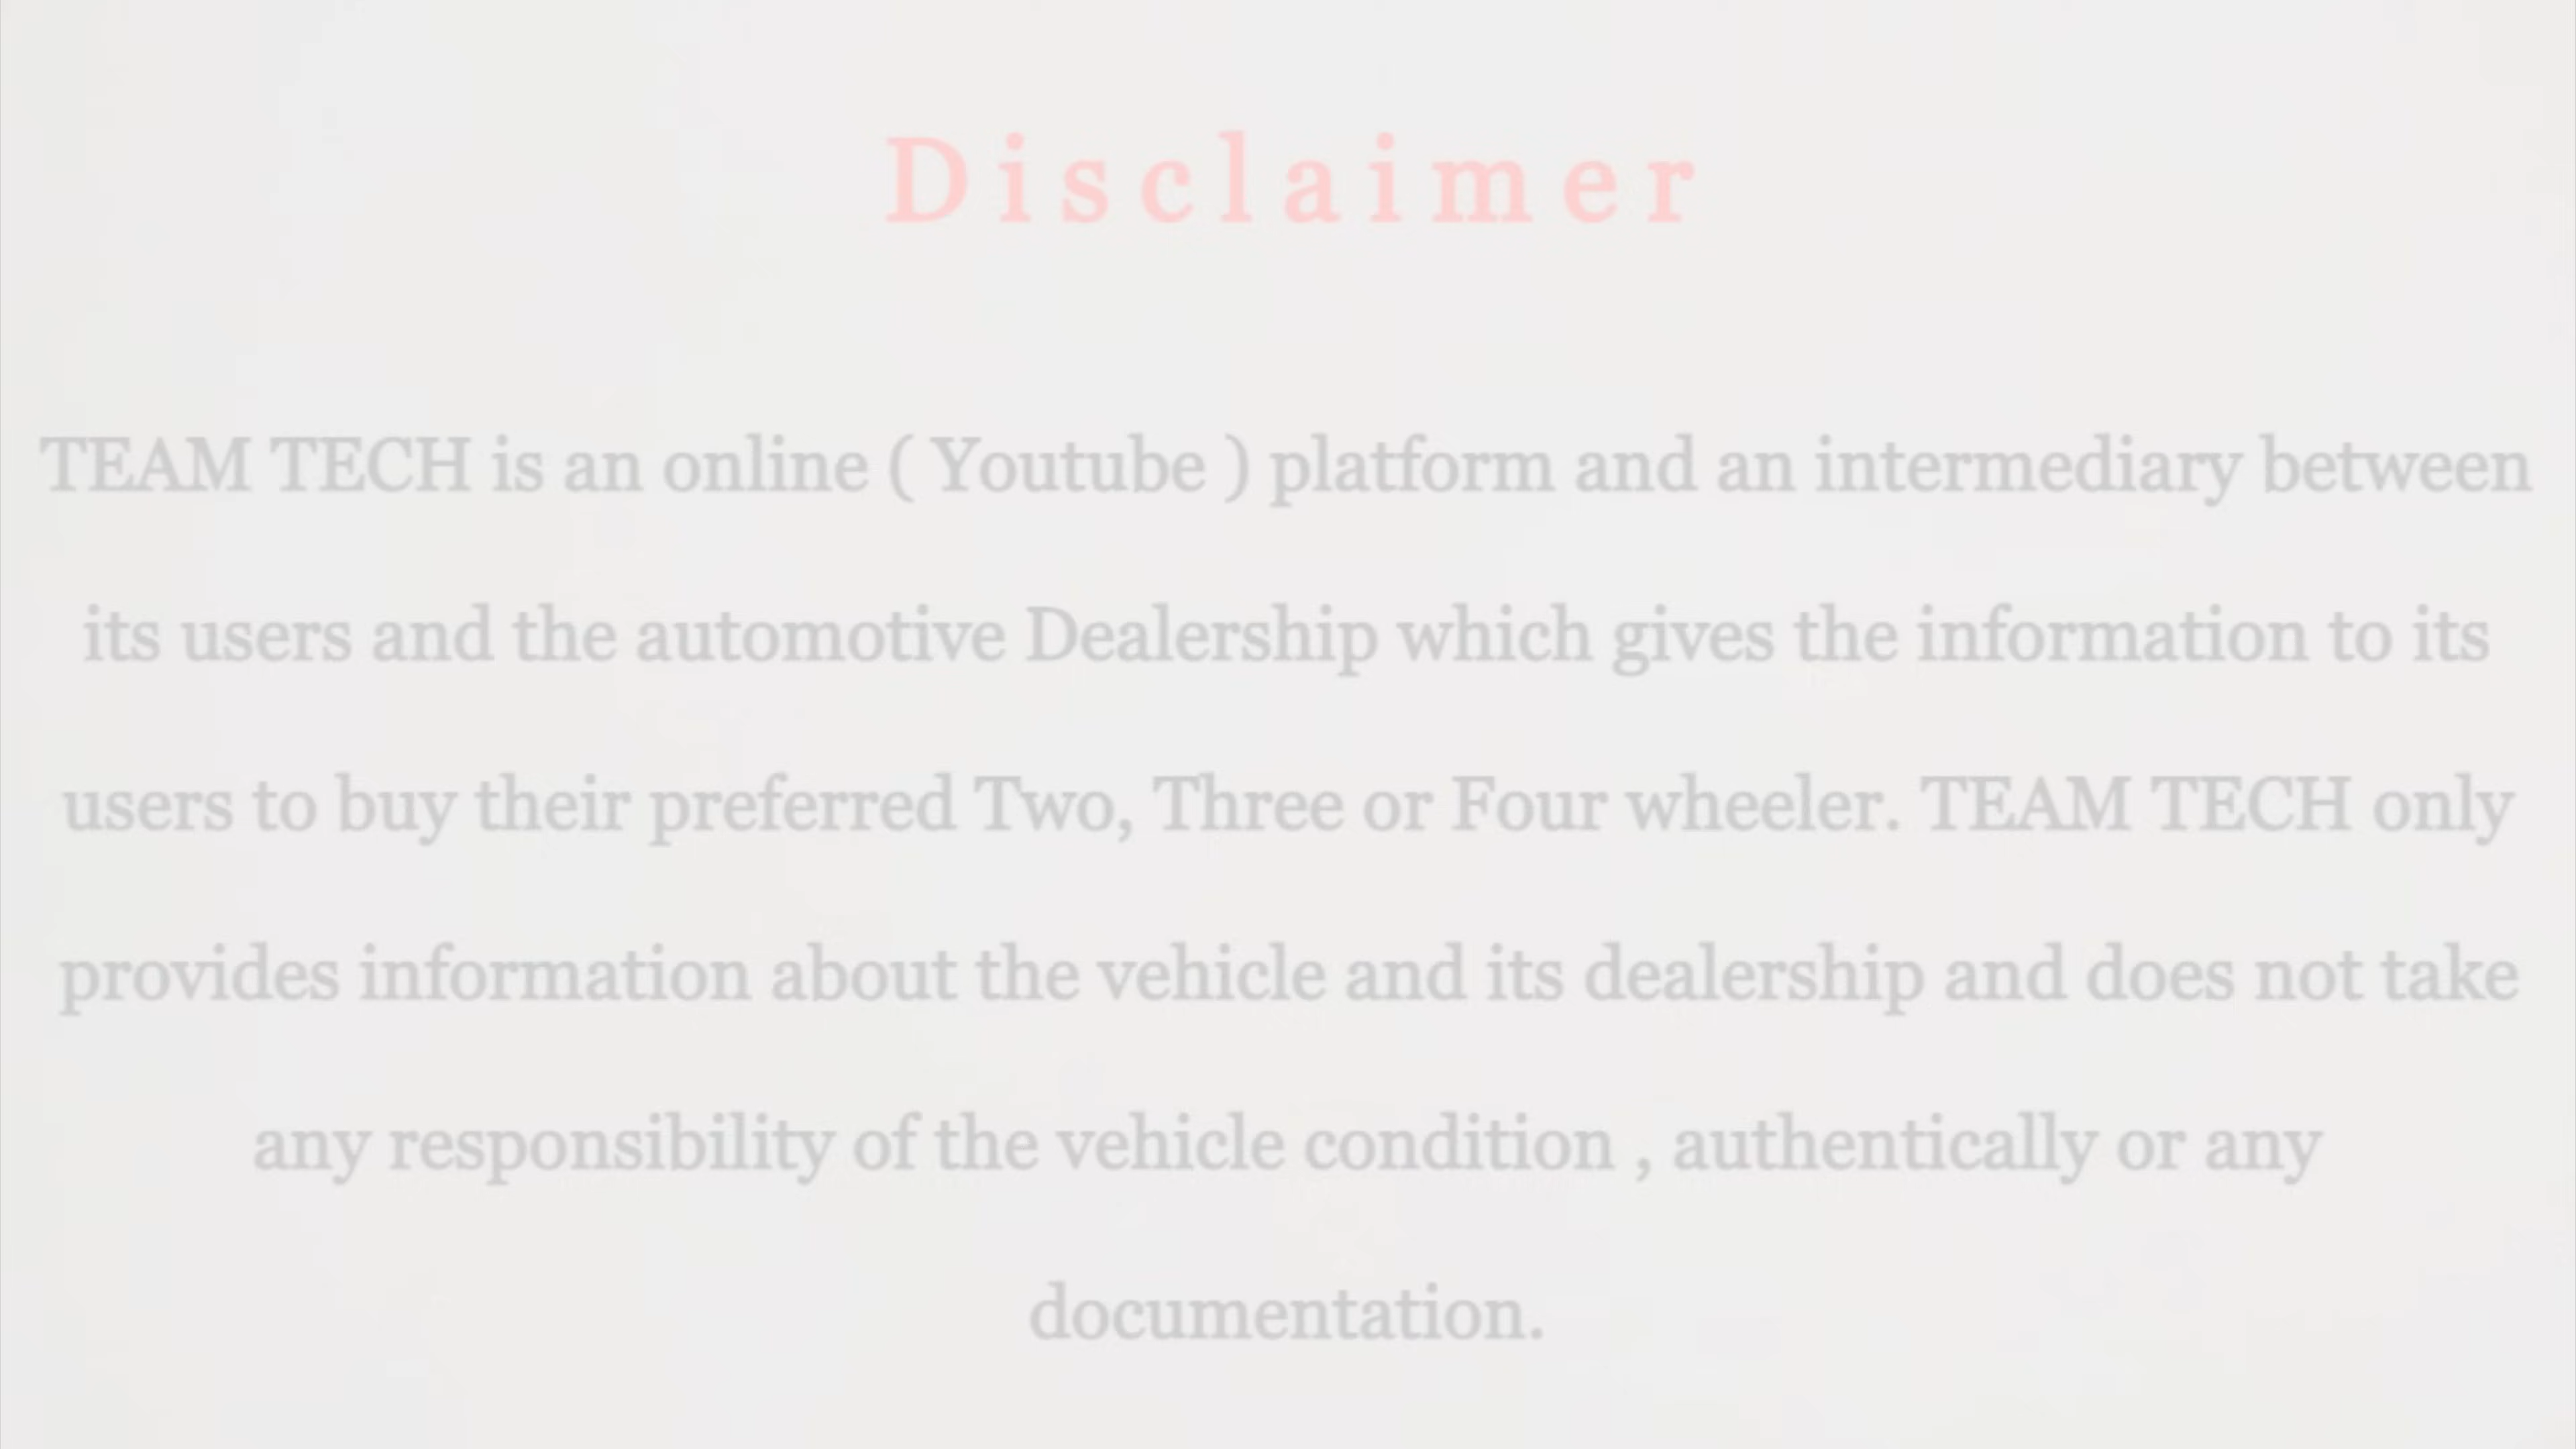 Disclaimer
TEAM TECH is an online ( Youtube ) platform and an intermediary between
its users and the automotive Dealership which gives the information to its
users to buy their preferred Two, Three or Four wheeler. TEAM TECH only
provides information about the vehicle and its dealership and does not take
any responsibility of the vehicle condition , authentically or any
documentation.